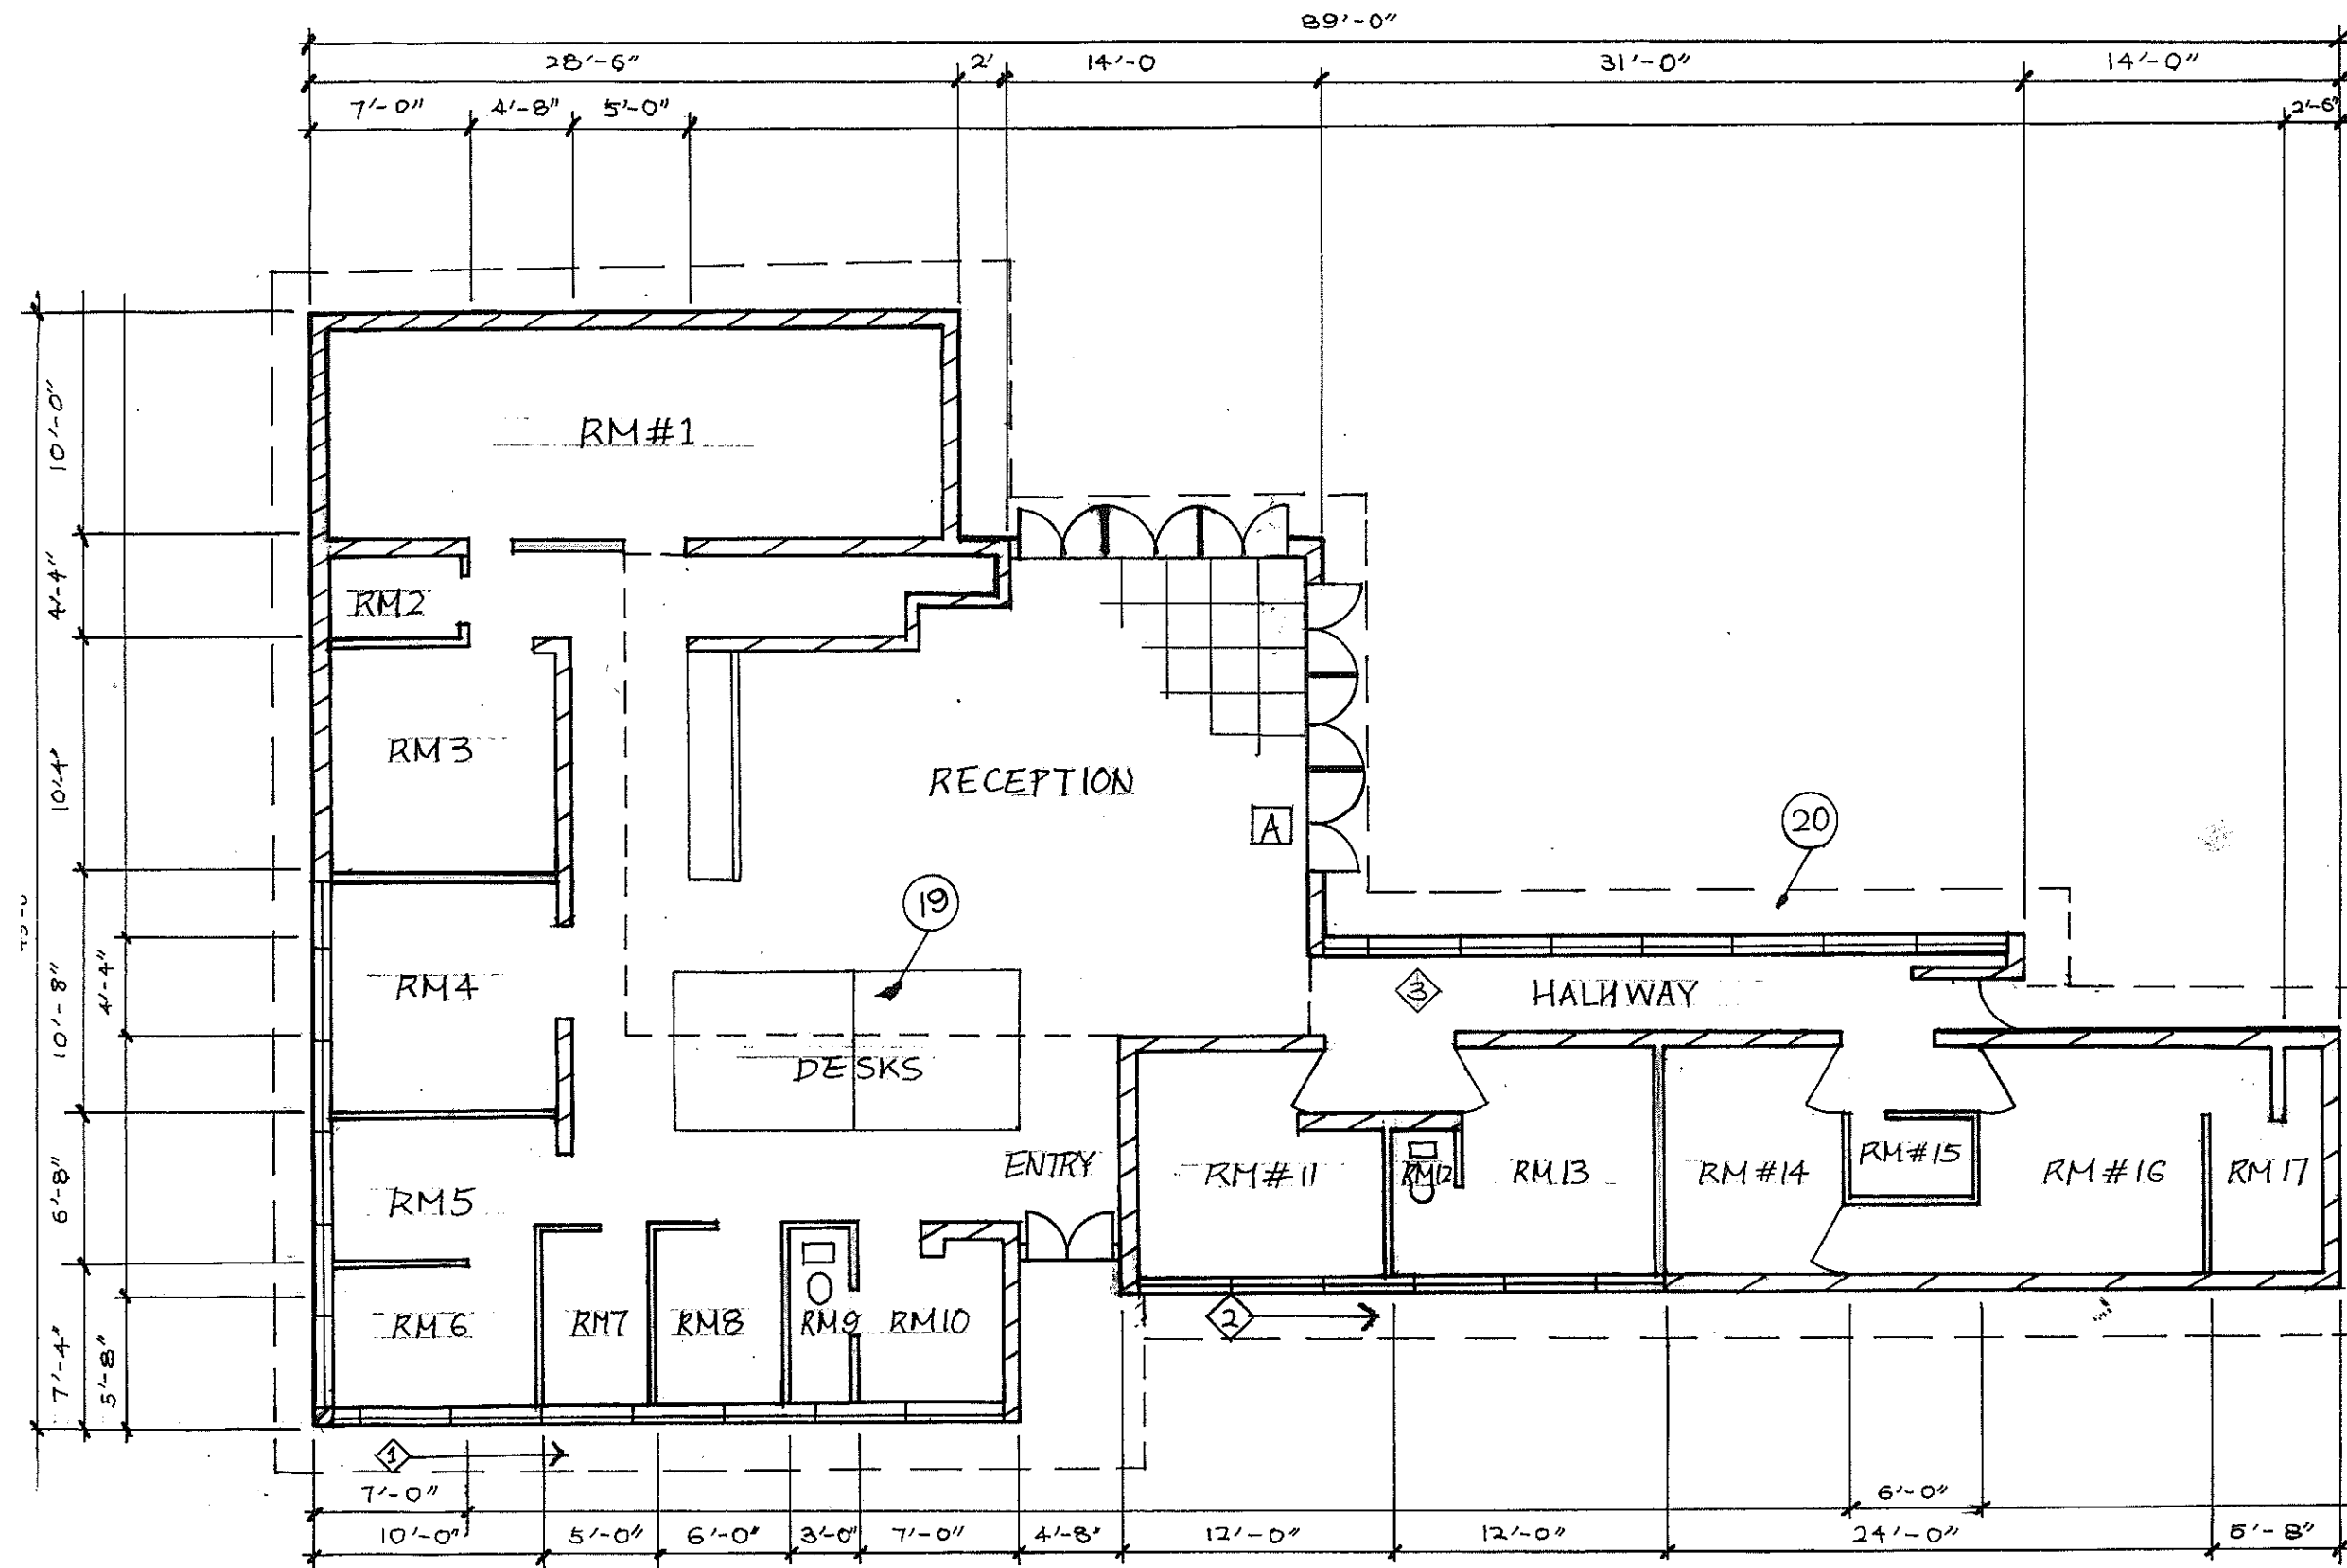 89'-0"
28'-6" 2' 14'-0 31'-0" 14'-0"
7'-0" 4'-8" 5'-0" 2'-6"
10'-0"
RM#1
4'-4"
RM2
10'-4"
RM3
RECEPTION
A
20
19
10'-8"
4'-4"
RM4
3
HALLWAY
DESKS
6'-8"
RM5
ENTRY
RM#11
RM12
RM13
RM#14
RM#15
RM#16
RM17
7'-4"
5'-8"
RM6
RM7
RM8
RM9
RM10
2
1
7'-0" 6'-0"
10'-0" 5'-0" 6'-0" 3'-0" 7'-0" 4'-8" 12'-0" 12'-0" 24'-0" 5'-8"